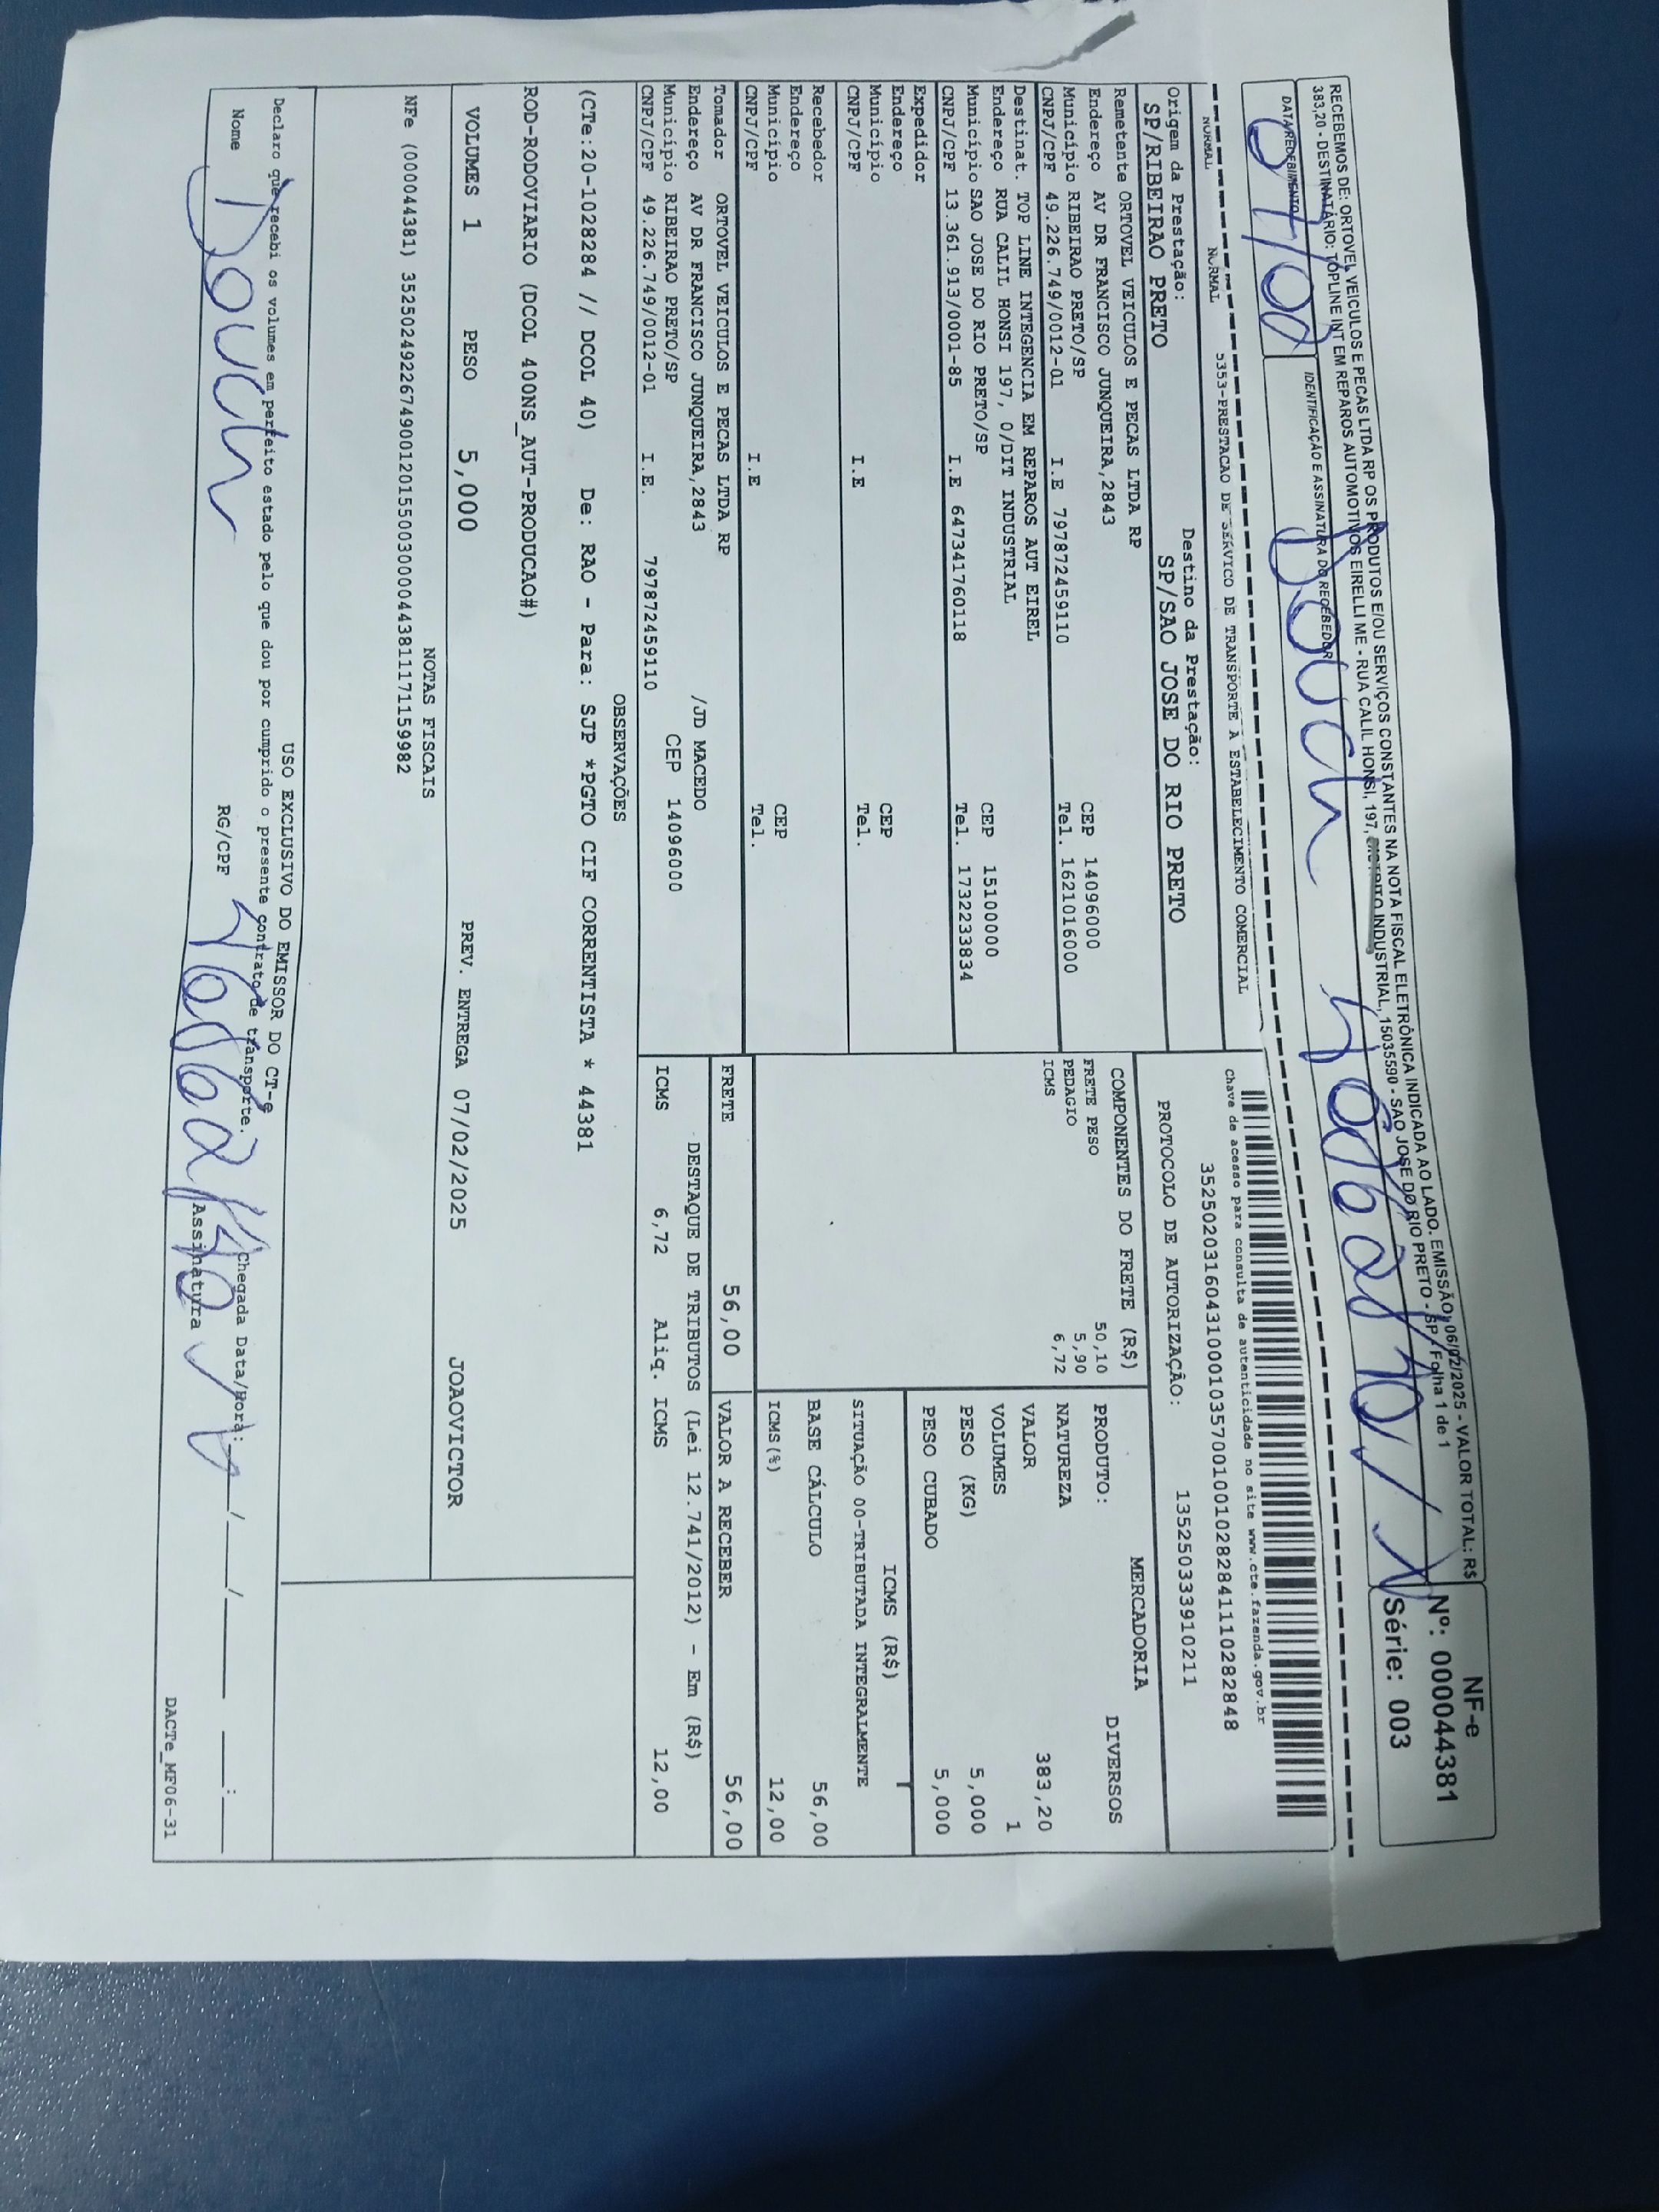 RECEBEMOS DE: ORTOVEL VEICULOS E PECAS LTDA RP OS PRODUTOS E/OU SERVIÇOS CONSTANTES NA NOTA FISCAL ELETRÔNICA INDICADA AO LADO. EMISSÃO: 06/02/2025 - VALOR TOTAL: R$
383,20 - DESTINATÁRIO: TOPLINE INT EM REPAROS AUTOMOTIVOS EIRELLI ME - RUA CALIL HONSI, 197, INDUSTRIAL, 15035590 - SAO JOSE DO RIO PRETO - SP Folha 1 de 1
NF-e
Nº: 000044381
Série: 003
DATA RECEBIMENTO
IDENTIFICAÇÃO E ASSINATURA DO RECEBEDOR
NORMAL NORMAL 5353-PRESTACAO DE SERVICO DE TRANSPORTE A ESTABELECIMENTO COMERCIAL
Chave de acesso para consulta de autenticidade no site www.cte.fazenda.gov.br
35250203160431000103570010010282841110282848
PROTOCOLO DE AUTORIZAÇÃO: 135250333910211
Origem da Prestação: Destino da Prestação:
SP/RIBEIRAO PRETO SP/SAO JOSE DO RIO PRETO
Remetente ORTOVEL VEICULOS E PECAS LTDA RP
Endereço AV DR FRANCISCO JUNQUEIRA,2843
Município RIBEIRAO PRETO/SP CEP 14096000
CNPJ/CPF 49.226.749/0012-01 I.E 797872459110 Tel. 1621016000
Destinat. TOP LINE INTEGENCIA EM REPAROS AUT EIREL
Endereço RUA CALIL HONSI 197, 0/DIT INDUSTRIAL
Município SAO JOSE DO RIO PRETO/SP CEP 15100000
CNPJ/CPF 13.361.913/0001-85 I.E 647341760118 Tel. 1732233834
Expedidor
Endereço
Município CEP
CNPJ/CPF I.E Tel.
Recebedor
Endereço
Município CEP
CNPJ/CPF I.E Tel.
Tomador ORTOVEL VEICULOS E PECAS LTDA RP
Endereço AV DR FRANCISCO JUNQUEIRA,2843 /JD MACEDO
Município RIBEIRAO PRETO/SP CEP 14096000
CNPJ/CPF 49.226.749/0012-01 I.E. 797872459110
COMPONENTES DO FRETE (R$)
FRETE PESO 50,10
PEDAGIO 5,90
ICMS 6,72
MERCADORIA
PRODUTO: DIVERSOS
NATUREZA
VALOR 383,20
VOLUMES 1
PESO (KG) 5,000
PESO CUBADO 5,000
ICMS (R$)
SITUAÇÃO 00-TRIBUTADA INTEGRALMENTE
BASE CÁLCULO 56,00
ICMS(%) 12,00
FRETE 56,00 VALOR A RECEBER 56,00
DESTAQUE DE TRIBUTOS (Lei 12.741/2012) - Em (R$)
ICMS 6,72 Aliq. ICMS 12,00
OBSERVAÇÕES
(CTe:20-1028284 // DCOL 40) De: RAO - Para: SJP *PGTO CIF CORRENTISTA * 44381
ROD-RODOVIARIO (DCOL 400NS_AUT-PRODUCAO#)
VOLUMES 1 PESO 5,000 PREV. ENTREGA 07/02/2025 JOAOVICTOR
NOTAS FISCAIS
NFe (000044381) 35250249226749001201550030000443811171159982
USO EXCLUSIVO DO EMISSOR DO CT-e
Declaro que recebi os volumes em perfeito estado pelo que dou por cumprido o presente contrato de transporte.
Nome RG/CPF Assinatura Chegada Data/Hora: __/__/____ __:__
DACTe_MF06-31